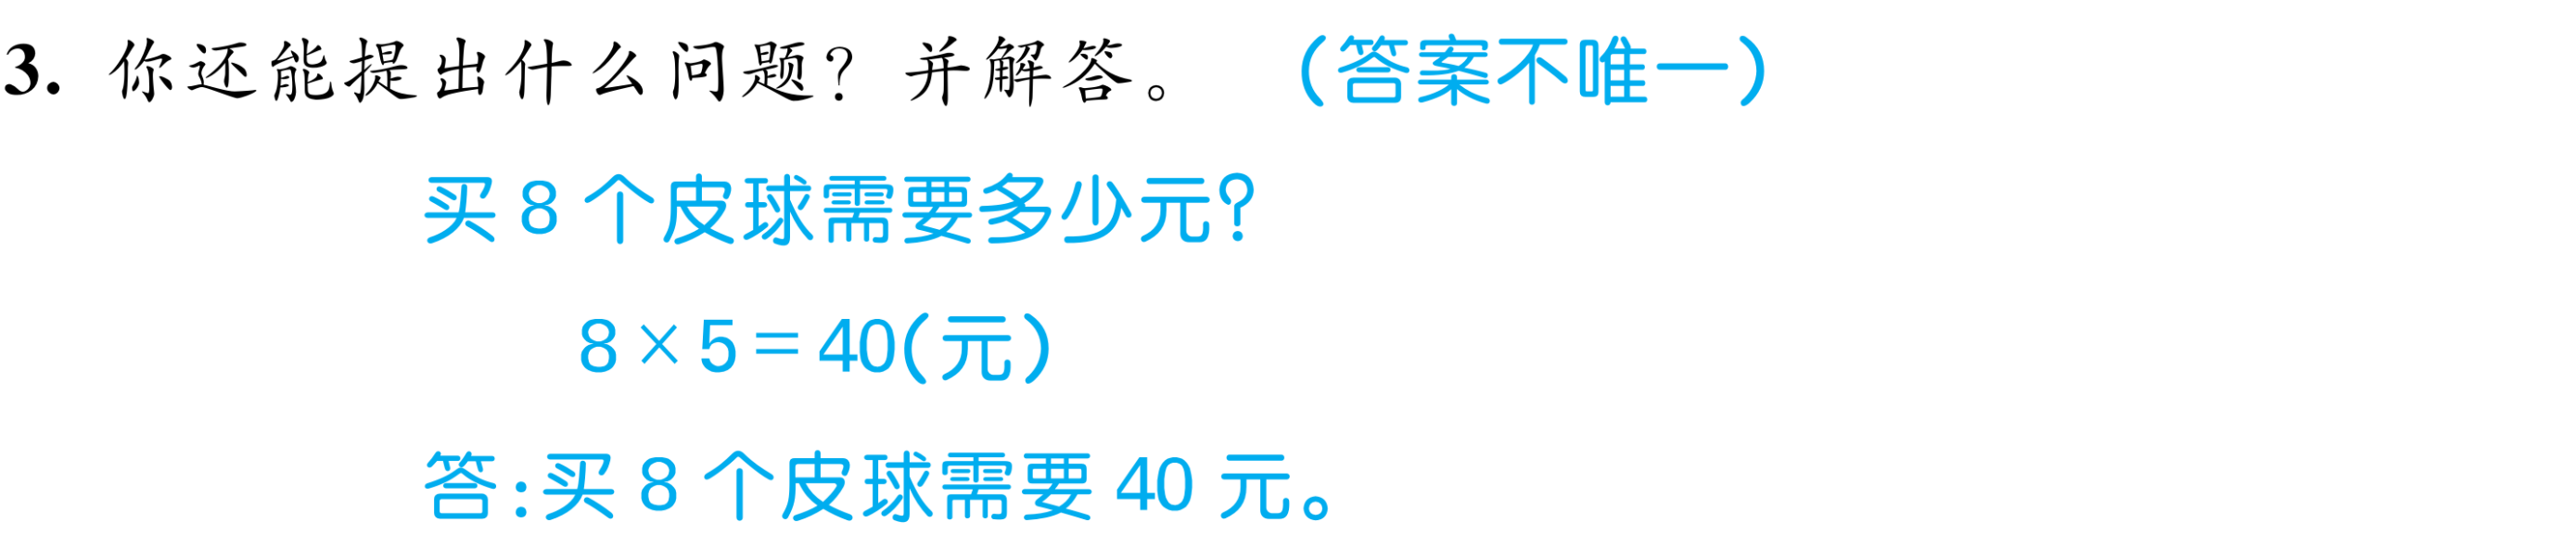 3. 你还能提出什么问题？并解答。 （答案不唯一）
买 8 个皮球需要多少元?
8 × 5 = 40(元)
答:买 8 个皮球需要 40 元。